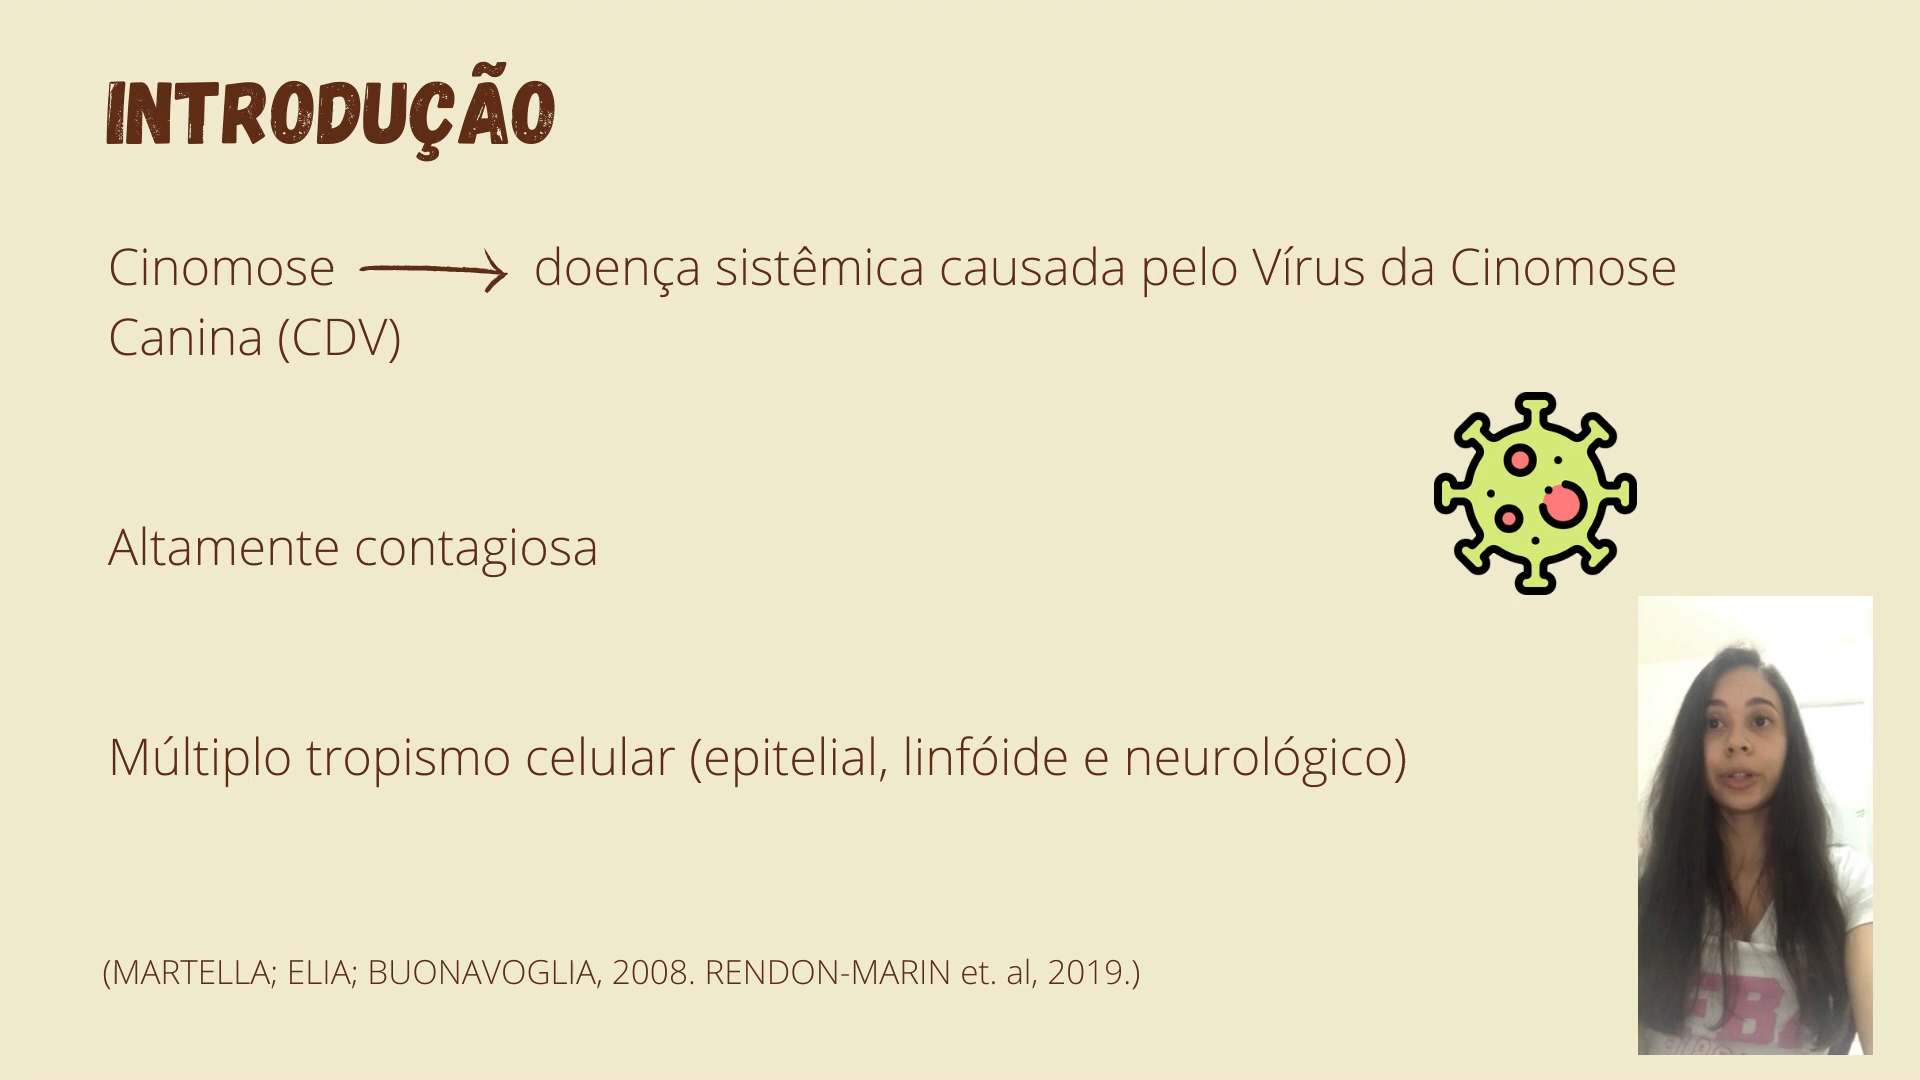 INTRODUÇÃO
Cinomose → doença sistêmica causada pelo Vírus da Cinomose
Canina (CDV)
Altamente contagiosa
Múltiplo tropismo celular (epitelial, linfóide e neurológico)
(MARTELLA; ELIA; BUONAVOGLIA, 2008. RENDON-MARIN et. al, 2019.)